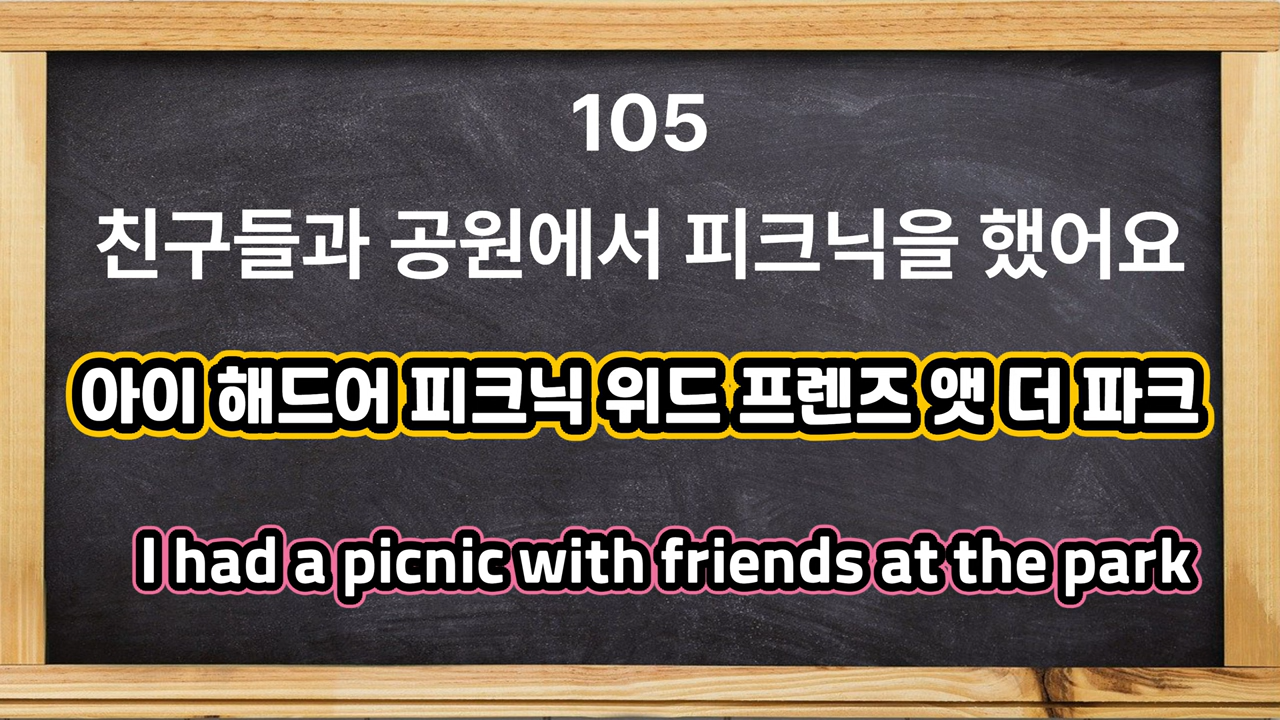 105
친구들과 공원에서 피크닉을 했어요
아이 해드어 피크닉 위드 프렌즈 앳 더 파크
I had a picnic with friends at the park